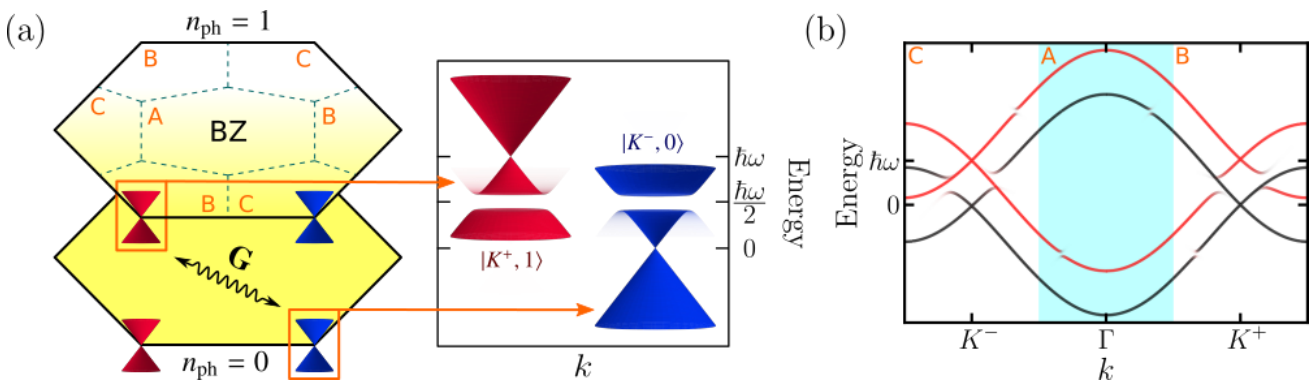 (a)
n_ph = 1
B
C
C
A
B
BZ
B
C
G
n_ph = 0
|K⁻, 0⟩
|K⁺, 1⟩
ħω
ħω/2
0
Energy
k
(b)
C
A
B
Energy
ħω
0
K⁻
Γ
K⁺
k